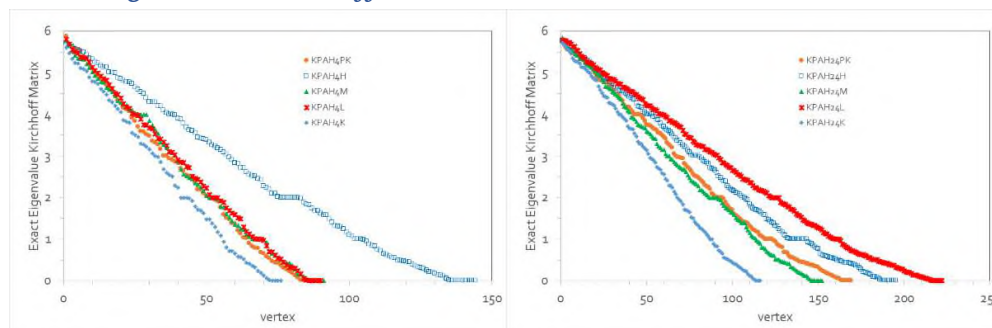 6
5
4
3
2
1
0
Exact Eigenvalue Kirchhoff Matrix
KPAH4PK
KPAH4H
KPAH4M
KPAH4L
KPAH4K
0
50
100
150
vertex
6
5
4
3
2
1
0
Exact Eigenvalue Kirchhoff Matrix
KPAH24PK
KPAH24H
KPAH24M
KPAH24L
KPAH24K
0
50
100
150
200
vertex